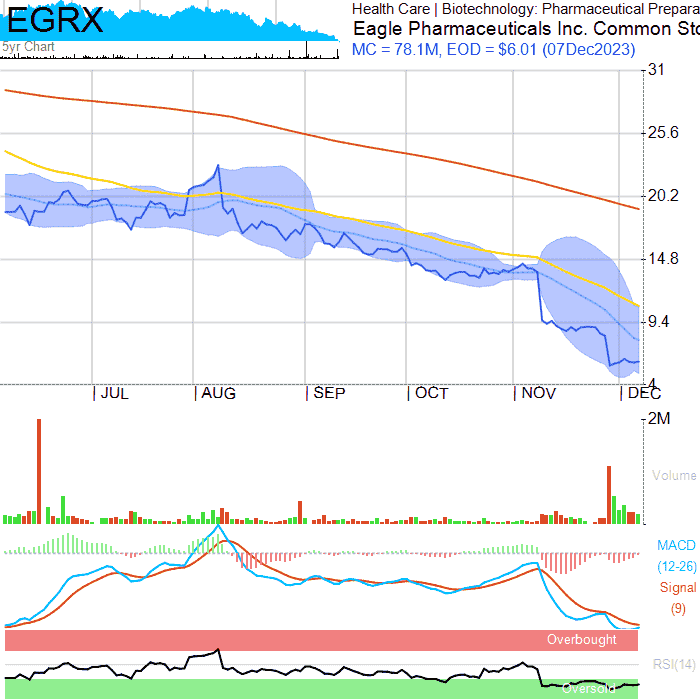 EGRX
5yr Chart
Health Care | Biotechnology: Pharmaceutical Prepara
Eagle Pharmaceuticals Inc. Common Sto
MC = 78.1M, EOD = $6.01 (07Dec2023)
31
25.6
20.2
14.8
9.4
4
JUL
AUG
SEP
OCT
NOV
DEC
2M
Volume
MACD
(12-26)
Signal
(9)
Overbought
RSI(14)
Oversold